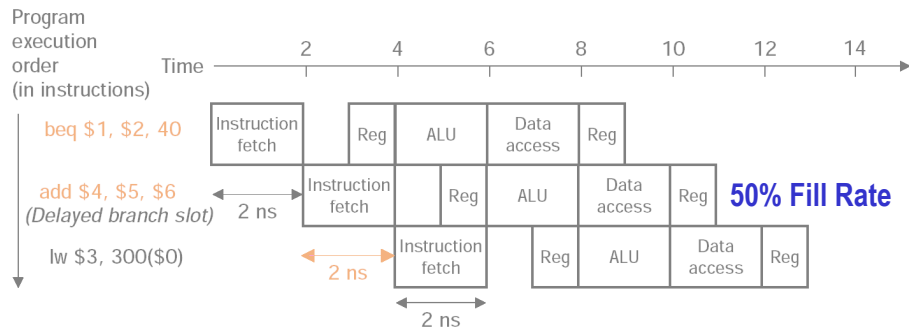 Program
execution
order
(in instructions)
Time
2 4 6 8 10 12 14
beq $1, $2, 40
Instruction
fetch
Reg
ALU
Data
access
Reg
add $4, $5, $6
(Delayed branch slot)
2 ns
Instruction
fetch
Reg
ALU
Data
access
Reg
50% Fill Rate
lw $3, 300($0)
2 ns
Instruction
fetch
Reg
ALU
Data
access
Reg
2 ns